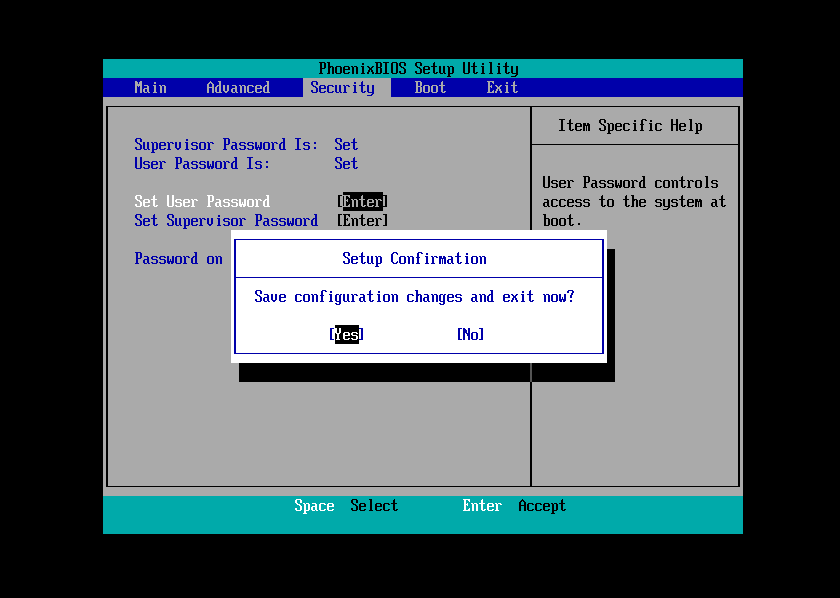 PhoenixBIOS Setup Utility
Main Advanced Security Boot Exit
Item Specific Help
Supervisor Password Is: Set
User Password Is: Set
Set User Password [Enter]
Set Supervisor Password [Enter]
Password on
User Password controls
access to the system at
boot.
Setup Confirmation
Save configuration changes and exit now?
[Yes] [No]
Space Select Enter Accept